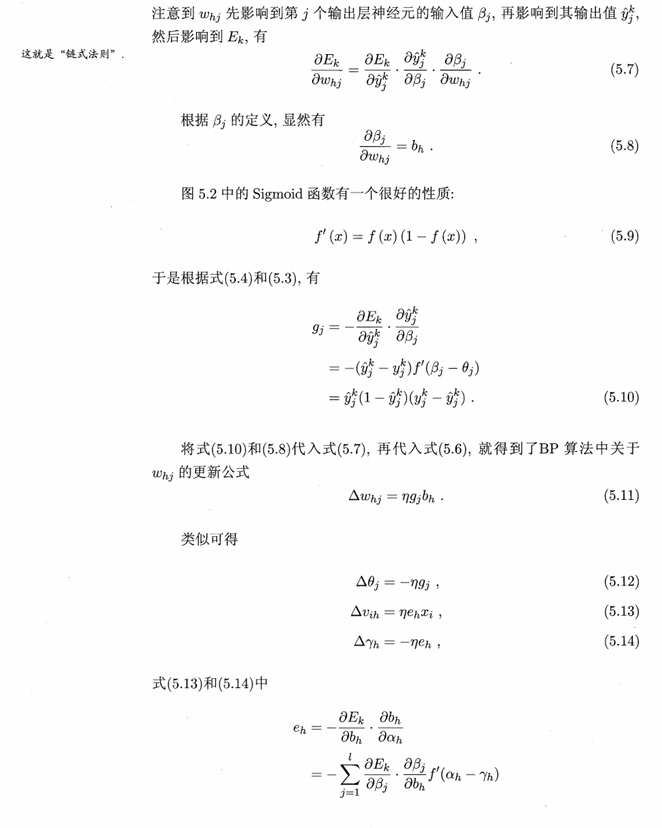 注意到 $w_{hj}$ 先影响到第 $j$ 个输出层神经元的输入值 $\beta_j$, 再影响到其输出值 $\hat{y}_j^k$,
然后影响到 $E_k$, 有
这就是“链式法则”.
$\frac{\partial E_k}{\partial w_{hj}} = \frac{\partial E_k}{\partial \hat{y}_j^k} \cdot \frac{\partial \hat{y}_j^k}{\partial \beta_j} \cdot \frac{\partial \beta_j}{\partial w_{hj}} .$ (5.7)
根据 $\beta_j$ 的定义, 显然有
$\frac{\partial \beta_j}{\partial w_{hj}} = b_h .$ (5.8)
图 5.2 中的 Sigmoid 函数有一个很好的性质:
$f'(x) = f(x)(1 - f(x)) ,$ (5.9)
于是根据式(5.4)和(5.3), 有
$g_j = -\frac{\partial E_k}{\partial \hat{y}_j^k} \cdot \frac{\partial \hat{y}_j^k}{\partial \beta_j}$
$= -(\hat{y}_j^k - y_j^k) f'(\beta_j - \theta_j)$
$= \hat{y}_j^k (1 - \hat{y}_j^k)(y_j^k - \hat{y}_j^k) .$ (5.10)
将式(5.10)和(5.8)代入式(5.7), 再代入式(5.6), 就得到了BP 算法中关于
$w_{hj}$ 的更新公式
$\Delta w_{hj} = \eta g_j b_h .$ (5.11)
类似可得
$\Delta \theta_j = -\eta g_j ,$ (5.12)
$\Delta v_{ih} = \eta e_h x_i ,$ (5.13)
$\Delta \gamma_h = -\eta e_h ,$ (5.14)
式(5.13)和(5.14)中
$e_h = -\frac{\partial E_k}{\partial b_h} \cdot \frac{\partial b_h}{\partial \alpha_h}$
$= -\sum_{j=1}^{l} \frac{\partial E_k}{\partial \beta_j} \cdot \frac{\partial \beta_j}{\partial b_h} f'(\alpha_h - \gamma_h)$